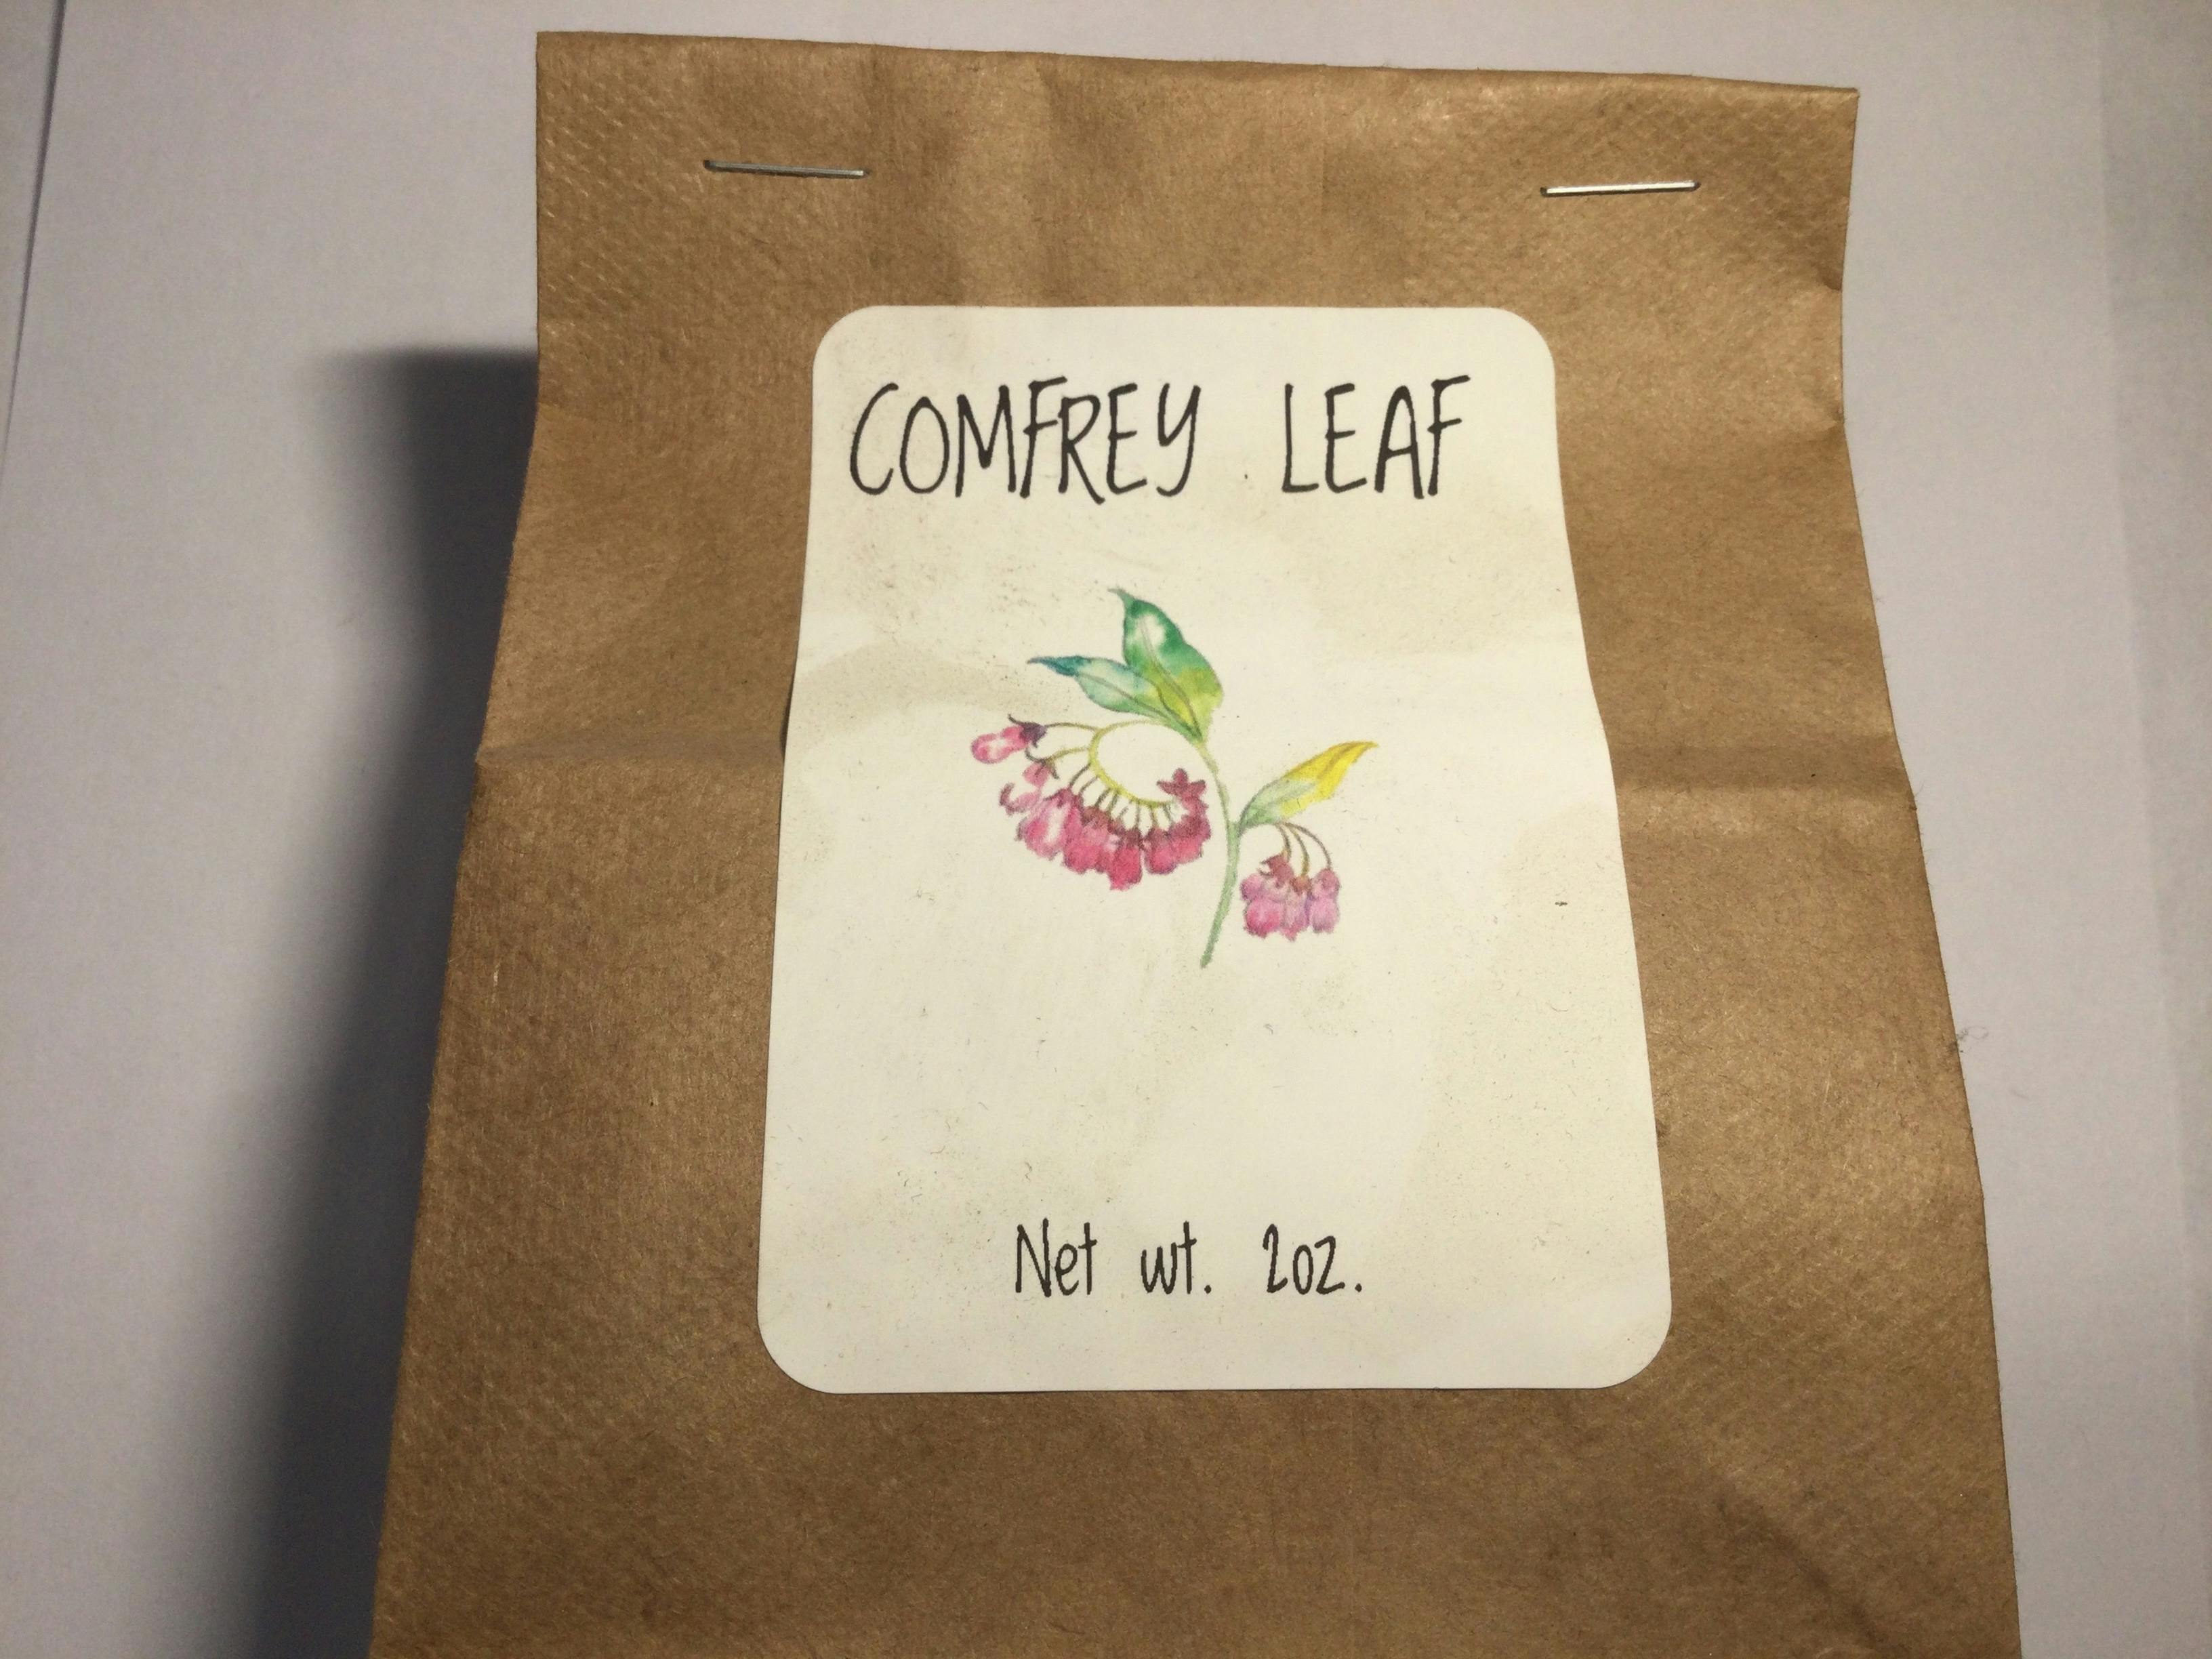 COMFREY LEAF
Net wt. 2oz.